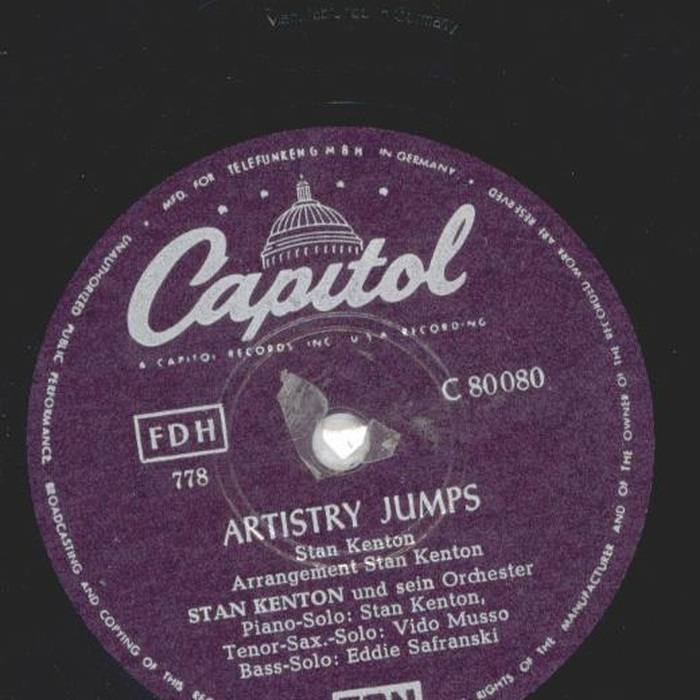 Manufactured in Germany
MFD. FOR TELEFUNKEN G M B H IN GERMANY
Capitol
A CAPITOL RECORDS INC. U.S.A. RECORDING
C 80080
FDH
778
ARTISTRY JUMPS
Stan Kenton
Arrangement Stan Kenton
STAN KENTON und sein Orchester
Piano-Solo: Stan Kenton,
Tenor-Sax.-Solo: Vido Musso
Bass-Solo: Eddie Safranski
UNAUTHORIZED PUBLIC PERFORMANCE, BROADCASTING AND COPYING OF THIS
RIGHTS OF THE MANUFACTURER AND OF THE OWNER OF THE RECORDED WORK ARE RESERVED